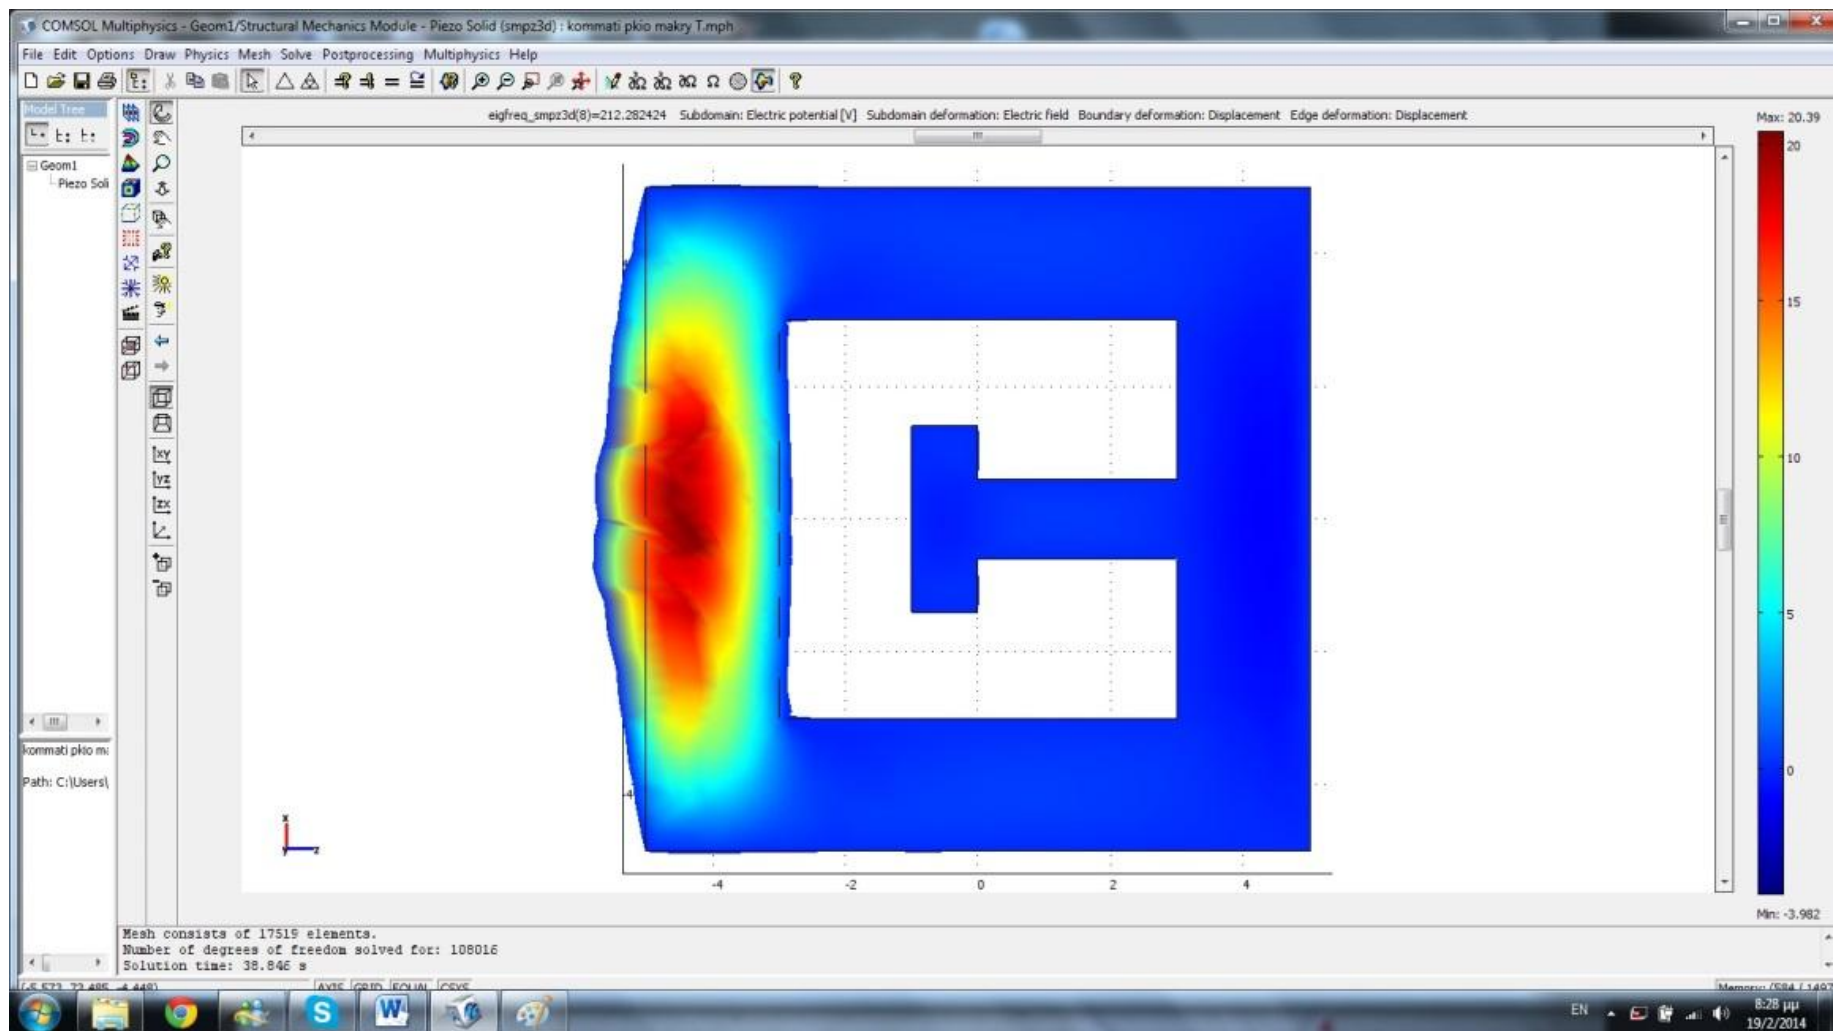 COMSOL Multiphysics - Geom1/Structural Mechanics Module - Piezo Solid (smpz3d) : kommati pkio makry T.mph
File Edit Options Draw Physics Mesh Solve Postprocessing Multiphysics Help
Model Tree
Geom1
Piezo Soli
eigfreq_smpz3d(8)=212.282424 Subdomain: Electric potential [V] Subdomain deformation: Electric field Boundary deformation: Displacement Edge deformation: Displacement
Max: 20.39
20
15
10
5
0
Min: -3.982
-4
-4 -2 0 2 4
x
y z
xy
yz
zx
kommati pkio m
Path: C:\Users\
Mesh consists of 17519 elements.
Number of degrees of freedom solved for: 108016
Solution time: 38.846 s
AXIS GRID EQUAL CSYS
EN
8:28 μμ
19/2/2014